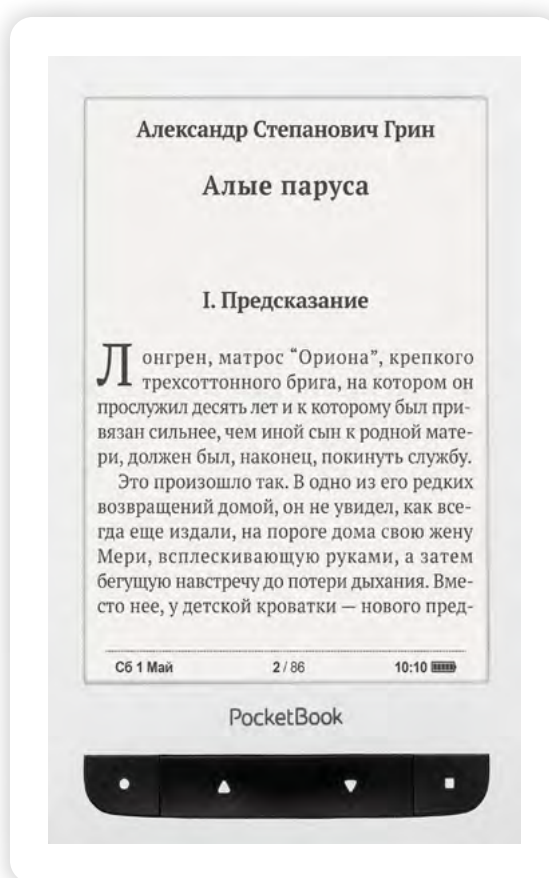 Александр Степанович Грин
Алые паруса
I. Предсказание
Лонгрен, матрос “Ориона”, крепкого
трехсоттонного брига, на котором он
прослужил десять лет и к которому был при-
вязан сильнее, чем иной сын к родной мате-
ри, должен был, наконец, покинуть службу.
Это произошло так. В одно из его редких
возвращений домой, он не увидел, как все-
гда еще издали, на пороге дома свою жену
Мери, всплескивающую руками, а затем
бегущую навстречу до потери дыхания. Вме-
сто нее, у детской кроватки — нового пред-
Сб 1 Май 2 / 86 10:10
PocketBook